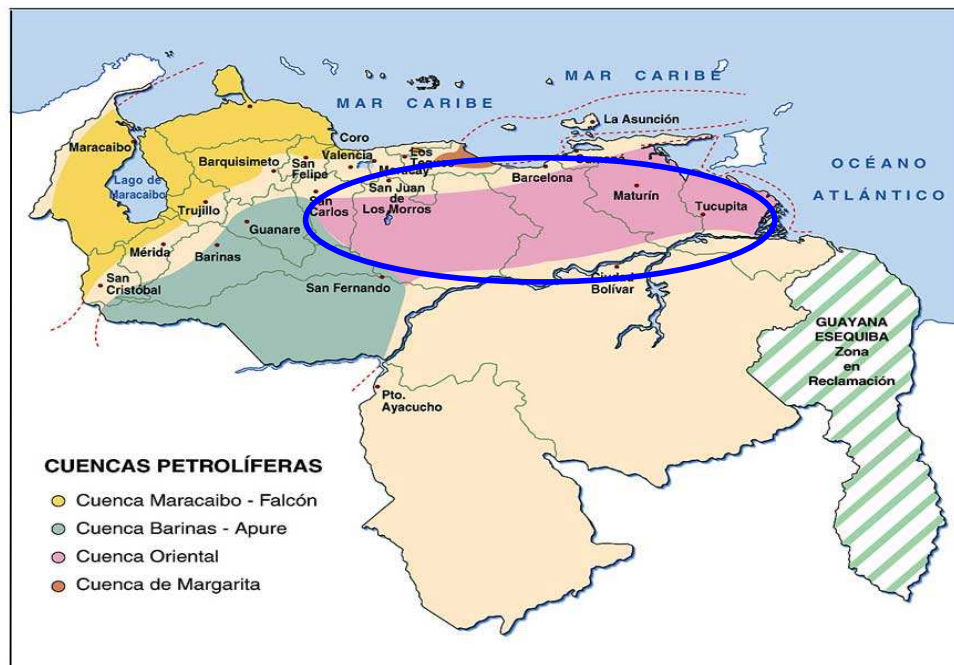 MAR CARIBE
MAR CARIBE
La Asunción
Maracaibo
Coro
Lago de
Maracaibo
Barquisimeto
San
Felipe
Valencia
Los
Maracay
Barcelona
OCÉANO
ATLÁNTICO
San Juan
de
Los Morros
San
Carlos
Maturín
Tucupita
Trujillo
Guanare
Mérida
Barinas
San
Cristóbal
San Fernando
Ciudad
Bolívar
Pto.
Ayacucho
GUAYANA
ESEQUIBA
Zona
en
Reclamación
CUENCAS PETROLÍFERAS
Cuenca Maracaibo - Falcón
Cuenca Barinas - Apure
Cuenca Oriental
Cuenca de Margarita